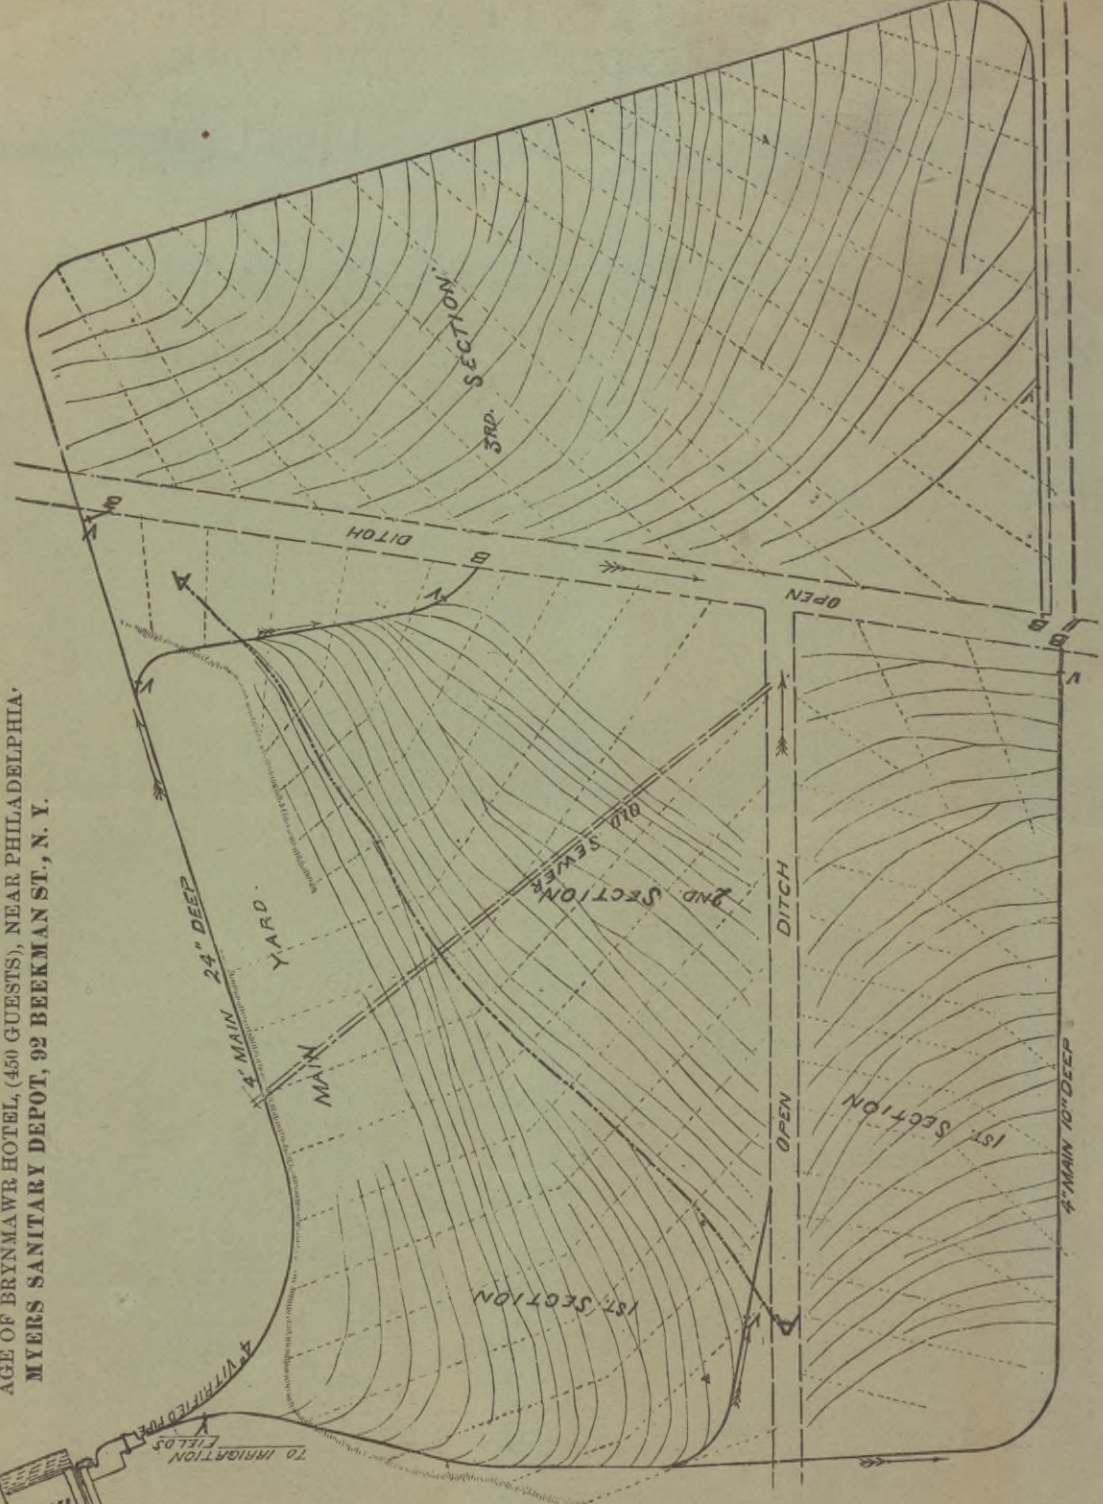 AGE OF BRYNMAWR HOTEL, (450 GUESTS), NEAR PHILADELPHIA.
MYERS SANITARY DEPOT, 92 BEEKMAN ST., N. Y.
4" VITRIFIED PIPE
TO IRRIGATION
FIELDS
4" MAIN 24" DEEP
MAIN YARD.
OLD SEWER
1ST. SECTION
2ND SECTION
3RD. SECTION.
1ST. SECTION
OPEN DITCH
OPEN DITCH
4" MAIN 10" DEEP
A
A
B
B
B
V
V
V
V